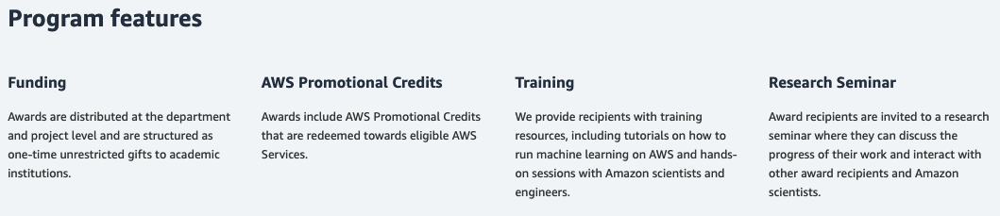 Program features
Funding
Awards are distributed at the department
and project level and are structured as
one-time unrestricted gifts to academic
institutions.
AWS Promotional Credits
Awards include AWS Promotional Credits
that are redeemed towards eligible AWS
Services.
Training
We provide recipients with training
resources, including tutorials on how to
run machine learning on AWS and hands-
on sessions with Amazon scientists and
engineers.
Research Seminar
Award recipients are invited to a research
seminar where they can discuss the
progress of their work and interact with
other award recipients and Amazon
scientists.